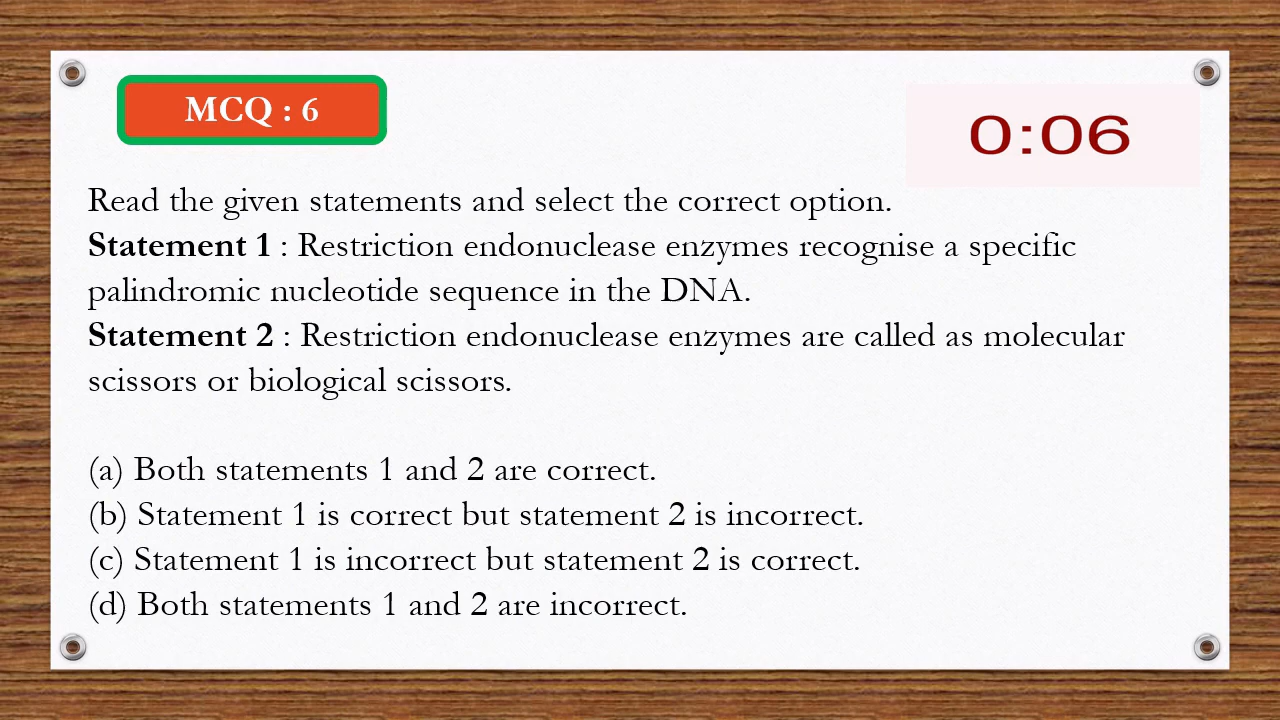 MCQ : 6
0:06
Read the given statements and select the correct option.
Statement 1 : Restriction endonuclease enzymes recognise a specific
palindromic nucleotide sequence in the DNA.
Statement 2 : Restriction endonuclease enzymes are called as molecular
scissors or biological scissors.
(a) Both statements 1 and 2 are correct.
(b) Statement 1 is correct but statement 2 is incorrect.
(c) Statement 1 is incorrect but statement 2 is correct.
(d) Both statements 1 and 2 are incorrect.